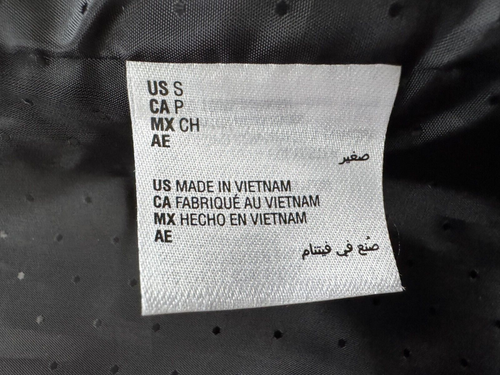 US S
CA P
MX CH
AE
صغير
US MADE IN VIETNAM
CA FABRIQUÉ AU VIETNAM
MX HECHO EN VIETNAM
AE
صُنع في فيتنام